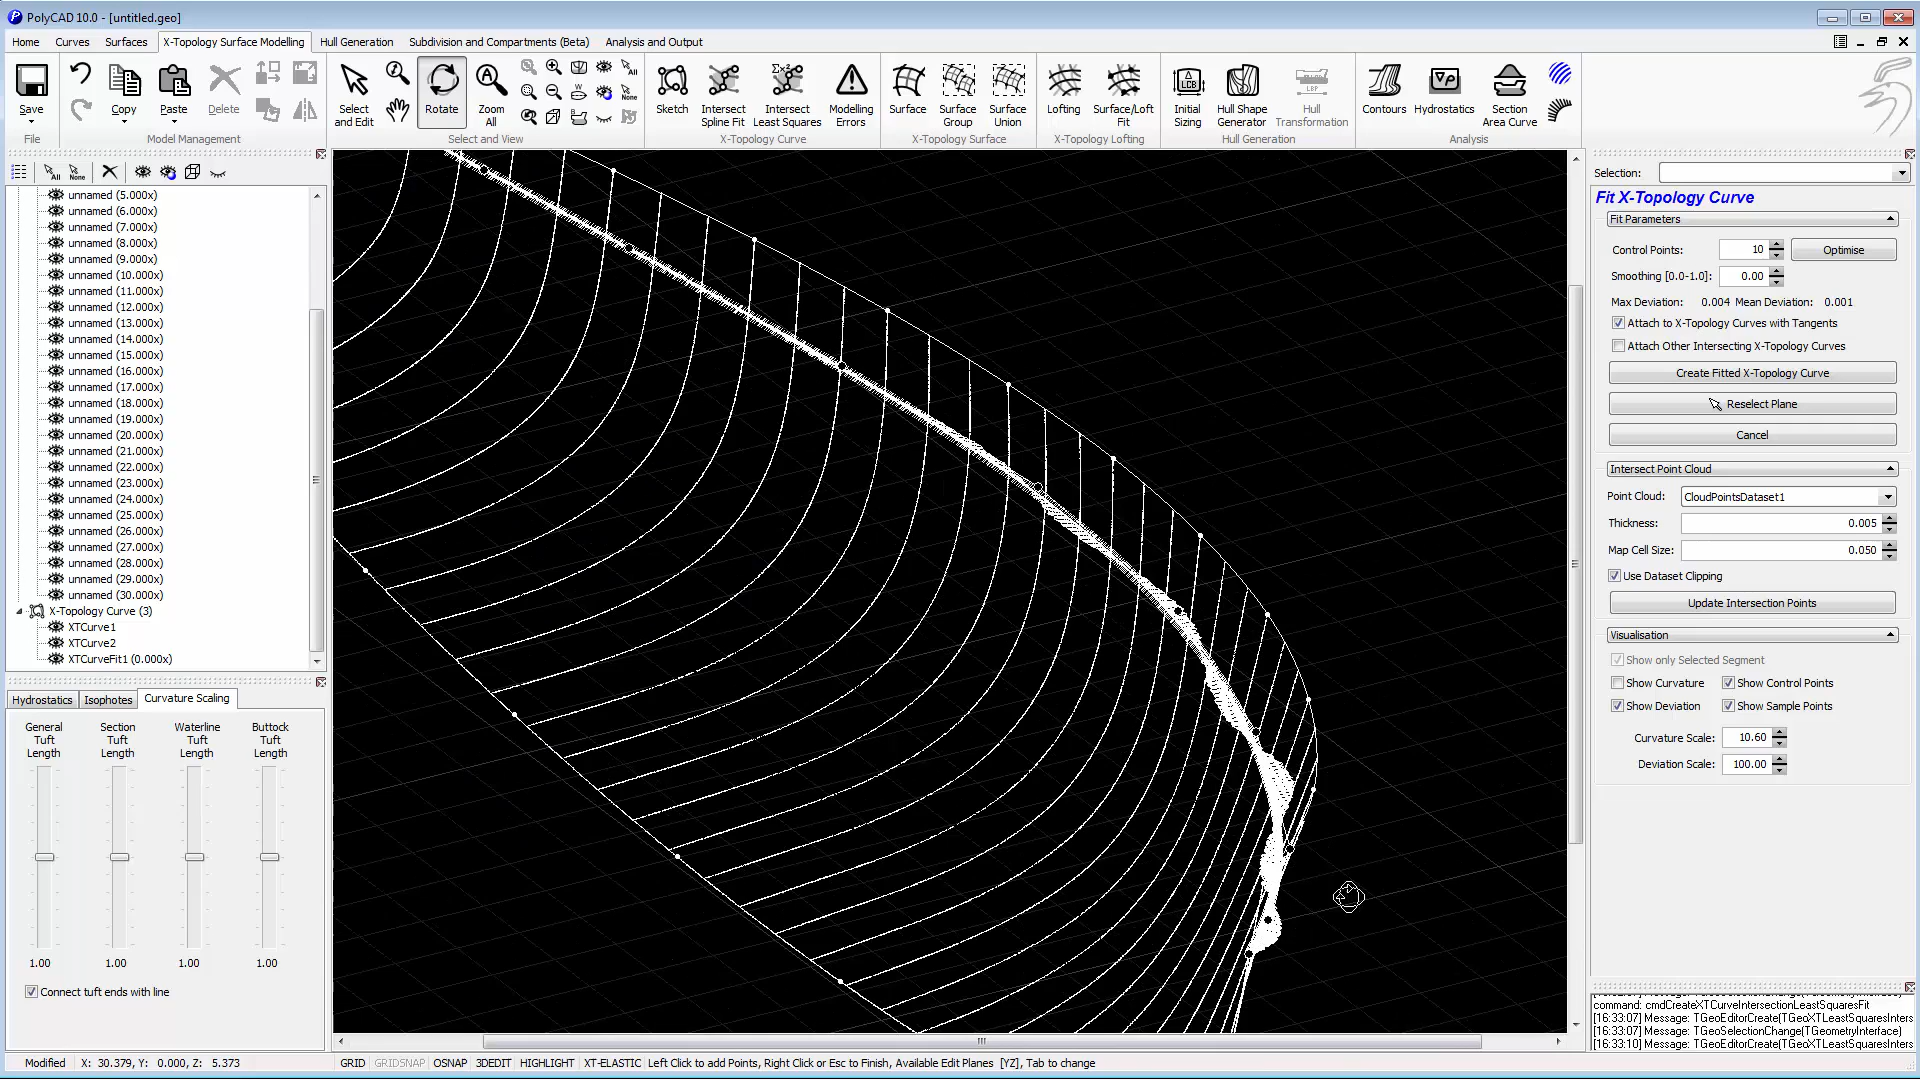 PolyCAD 10.0 - [untitled.geo]
Home Curves Surfaces X-Topology Surface Modelling Hull Generation Subdivision and Compartments (Beta) Analysis and Output
Save Copy Paste Delete
Select and Edit Rotate Zoom All
Sketch Intersect Spline Fit Intersect Least Squares Modelling Errors
Surface Surface Group Surface Union
Lofting Surface/Loft Fit
Initial Sizing Hull Shape Generator Hull Transformation
Contours Hydrostatics Section Area Curve
File Model Management Select and View X-Topology Curve X-Topology Surface X-Topology Lofting Hull Generation Analysis
unnamed (5.000x)
unnamed (6.000x)
unnamed (7.000x)
unnamed (8.000x)
unnamed (9.000x)
unnamed (10.000x)
unnamed (11.000x)
unnamed (12.000x)
unnamed (13.000x)
unnamed (14.000x)
unnamed (15.000x)
unnamed (16.000x)
unnamed (17.000x)
unnamed (18.000x)
unnamed (19.000x)
unnamed (20.000x)
unnamed (21.000x)
unnamed (22.000x)
unnamed (23.000x)
unnamed (24.000x)
unnamed (25.000x)
unnamed (26.000x)
unnamed (27.000x)
unnamed (28.000x)
unnamed (29.000x)
unnamed (30.000x)
X-Topology Curve (3)
XTCurve1
XTCurve2
XTCurveFit1 (0.000x)
Hydrostatics Isophotes Curvature Scaling
General Section Waterline Buttock
Tuft Tuft Tuft Tuft
Length Length Length Length
1.00 1.00 1.00 1.00
Connect tuft ends with line
Selection:
Fit X-Topology Curve
Fit Parameters
Control Points: 10 Optimise
Smoothing [0.0-1.0]: 0.00
Max Deviation: 0.004 Mean Deviation: 0.001
Attach to X-Topology Curves with Tangents
Attach Other Intersecting X-Topology Curves
Create Fitted X-Topology Curve
Reselect Plane
Cancel
Intersect Point Cloud
Point Cloud: CloudPointsDataset1
Thickness: 0.005
Map Cell Size: 0.050
Use Dataset Clipping
Update Intersection Points
Visualisation
Show only Selected Segment
Show Curvature Show Control Points
Show Deviation Show Sample Points
Curvature Scale: 10.60
Deviation Scale: 100.00
command: cmdCreateXTCurveIntersectionLeastSquaresFit
[16:33:07] Message: TGeoEditorCreate(TGeoXTLeastSquaresInters
[16:33:07] Message: TGeoSelectionChange(TGeometryInterface)
[16:33:10] Message: TGeoEditorCreate(TGeoXTLeastSquaresInters
Modified X: 30.379, Y: 0.000, Z: 5.373 GRID GRIDSNAP OSNAP 3DEDIT HIGHLIGHT XT-ELASTIC Left Click to add Points, Right Click or Esc to Finish, Available Edit Planes [YZ], Tab to change